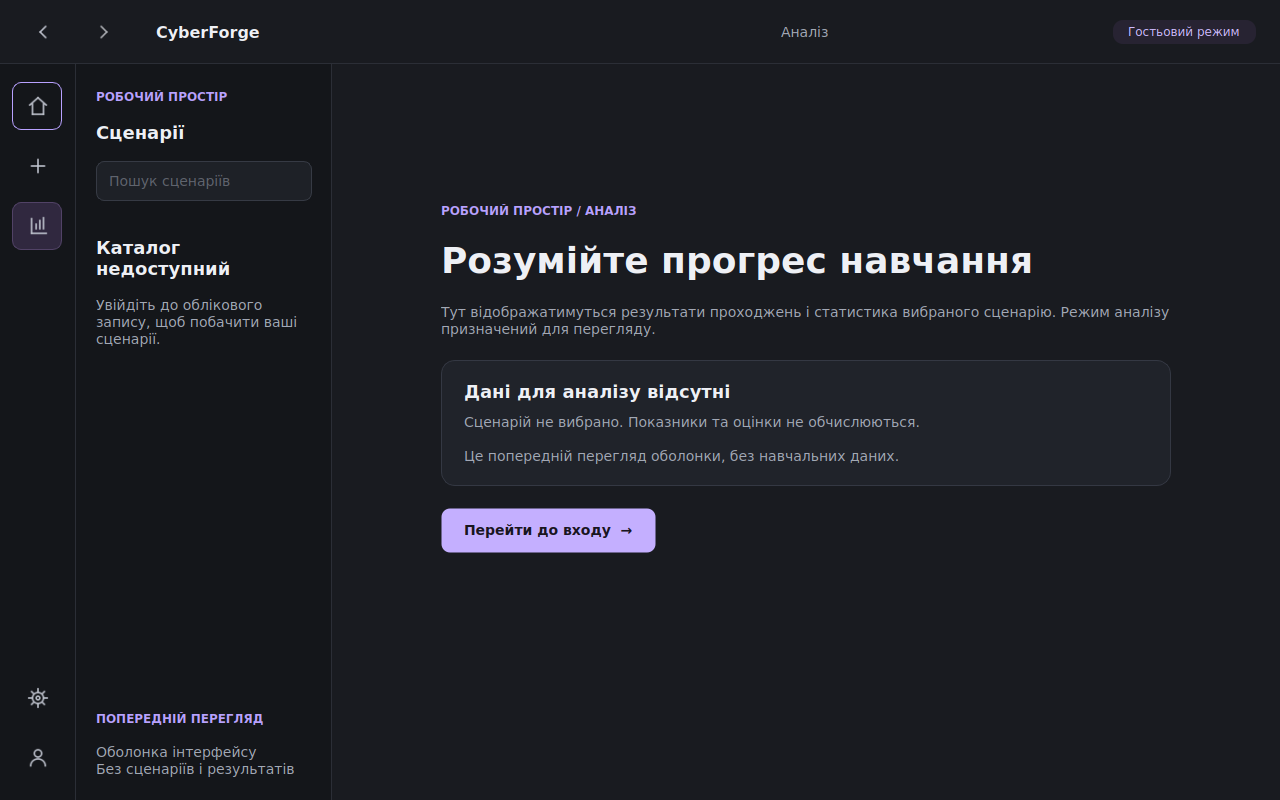 CyberForge
Аналіз
Гостьовий режим
РОБОЧИЙ ПРОСТІР
Сценарії
Пошук сценаріїв
Каталог
недоступний
Увійдіть до облікового
запису, щоб побачити ваші
сценарії.
ПОПЕРЕДНІЙ ПЕРЕГЛЯД
Оболонка інтерфейсу
Без сценаріїв і результатів
РОБОЧИЙ ПРОСТІР / АНАЛІЗ
Розумійте прогрес навчання
Тут відображатимуться результати проходжень і статистика вибраного сценарію. Режим аналізу
призначений для перегляду.
Дані для аналізу відсутні
Сценарій не вибрано. Показники та оцінки не обчислюються.
Це попередній перегляд оболонки, без навчальних даних.
Перейти до входу →